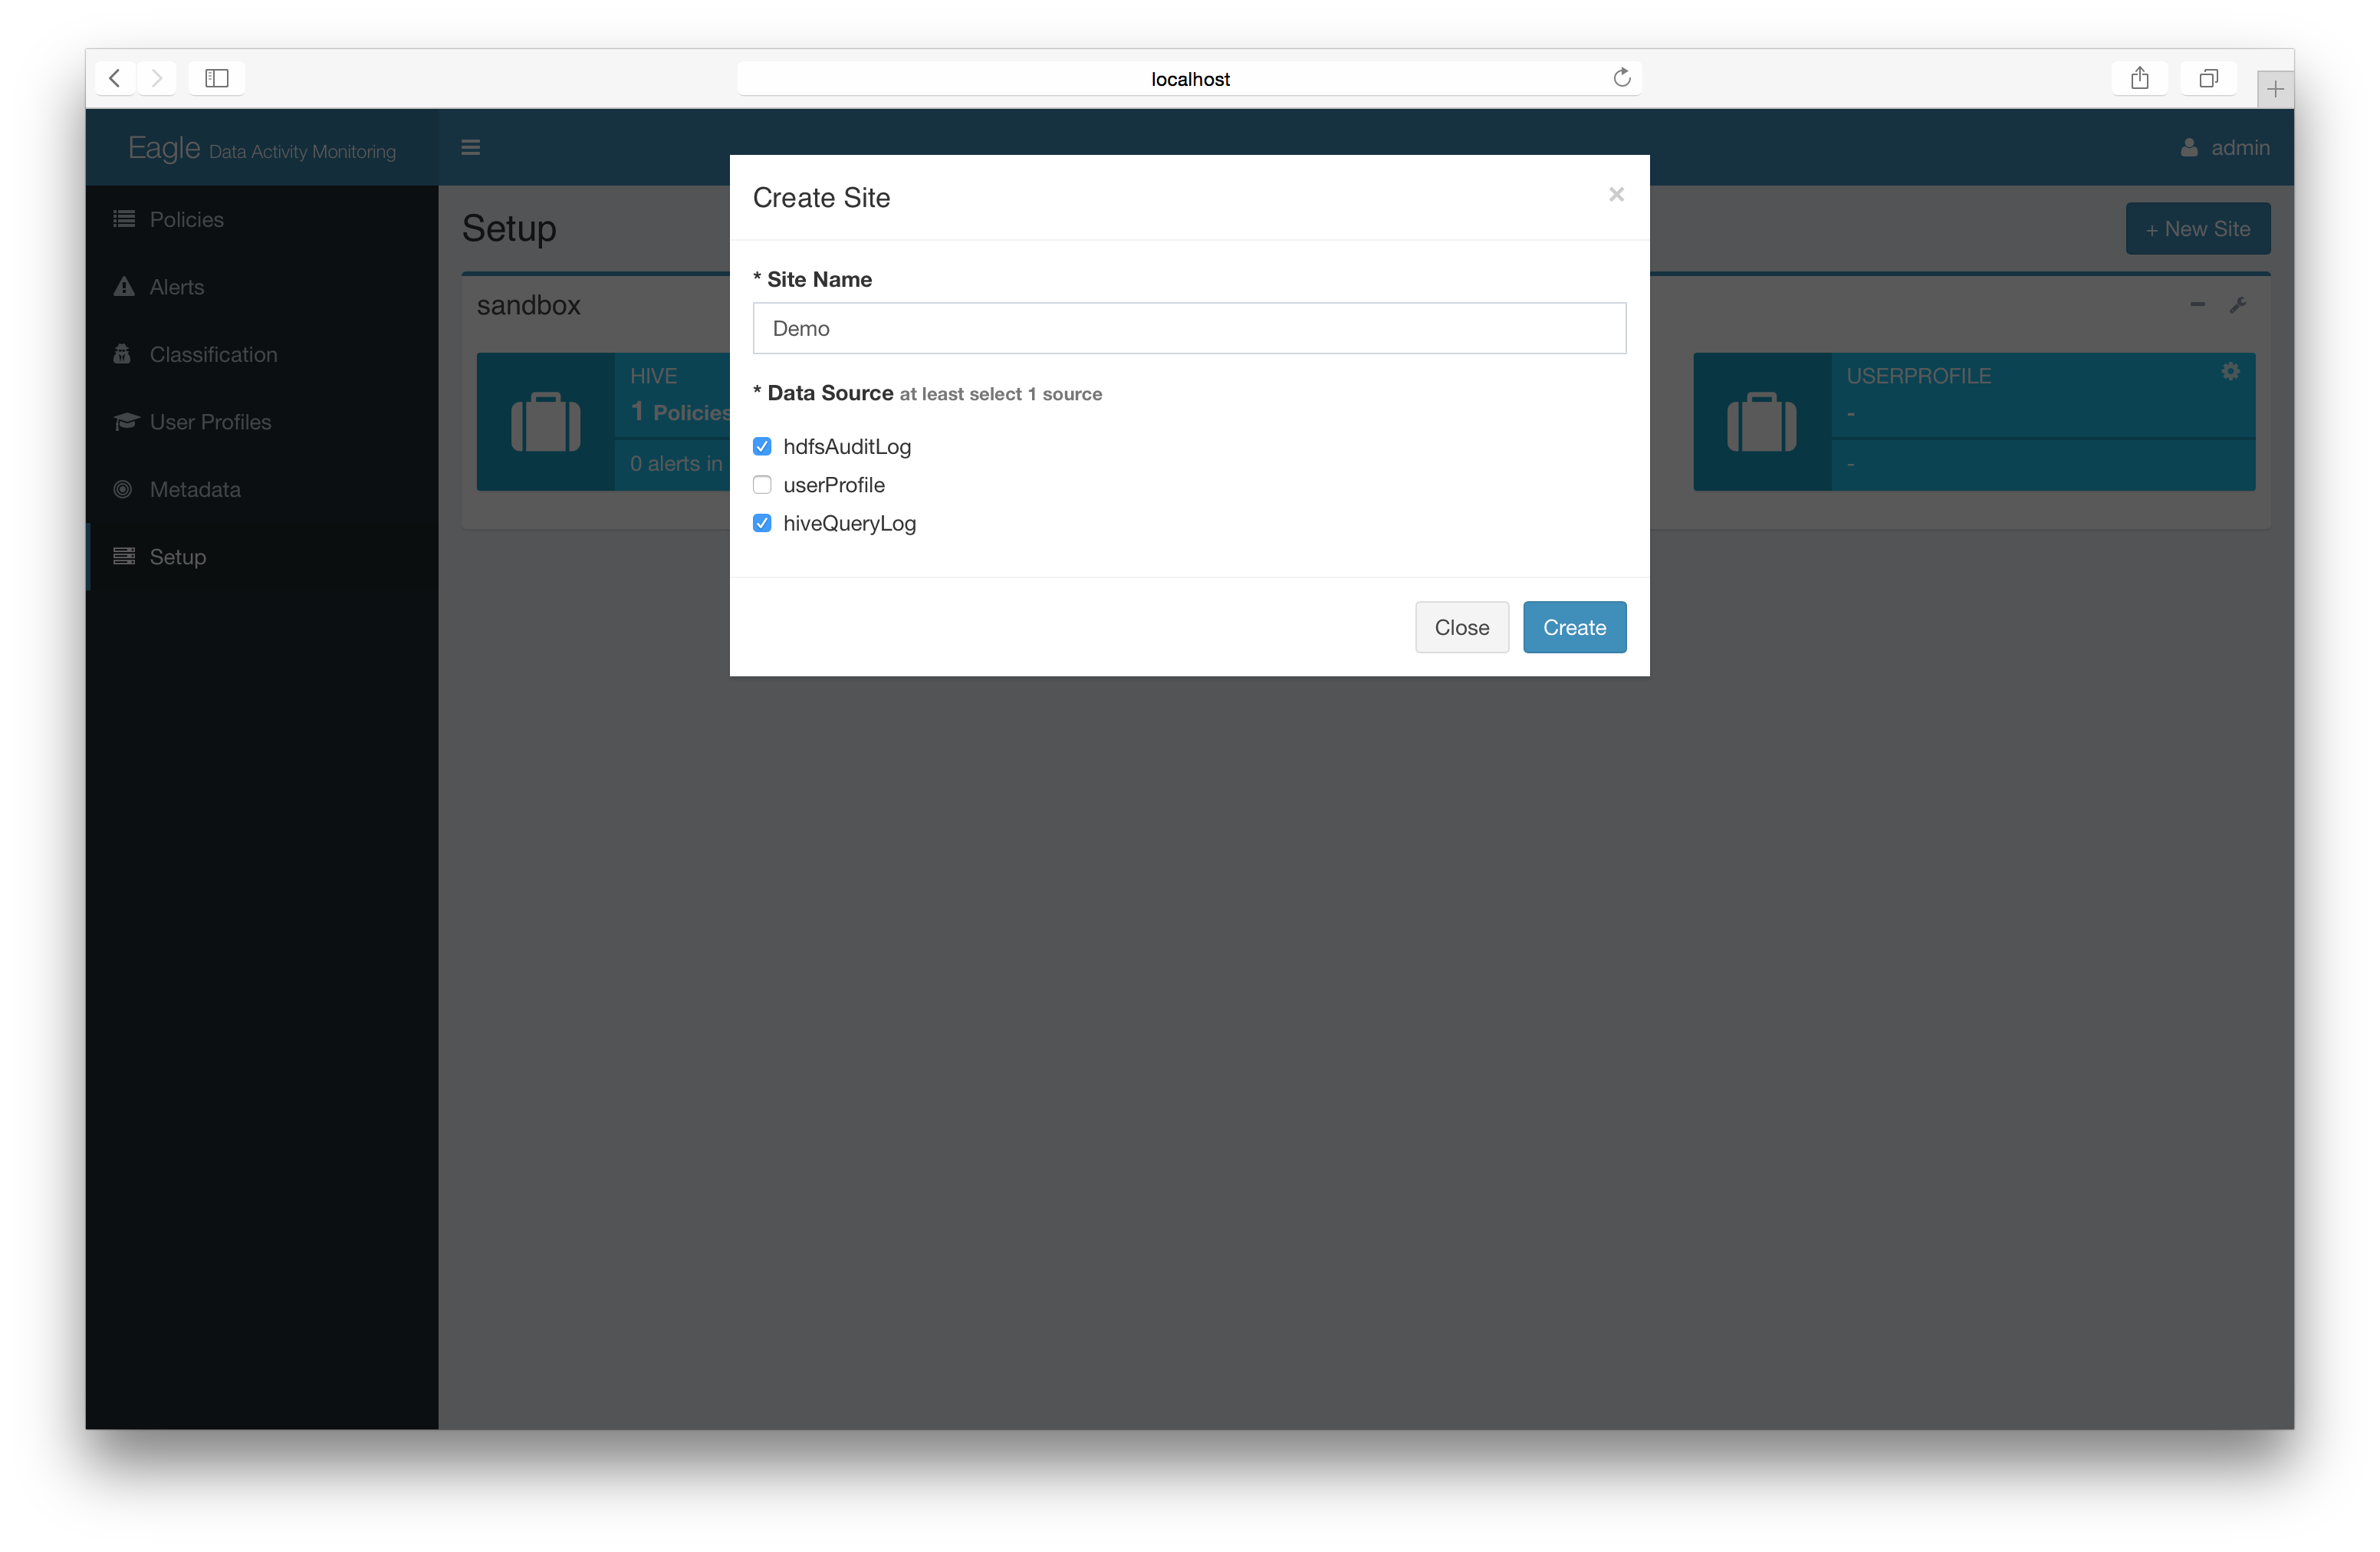 localhost
Eagle Data Activity Monitoring
admin
Policies
Alerts
Classification
User Profiles
Metadata
Setup
Setup
+ New Site
sandbox
HIVE
1 Policies
0 alerts in
USERPROFILE
-
-
Create Site
×
* Site Name
Demo
* Data Source at least select 1 source
hdfsAuditLog
userProfile
hiveQueryLog
Close
Create